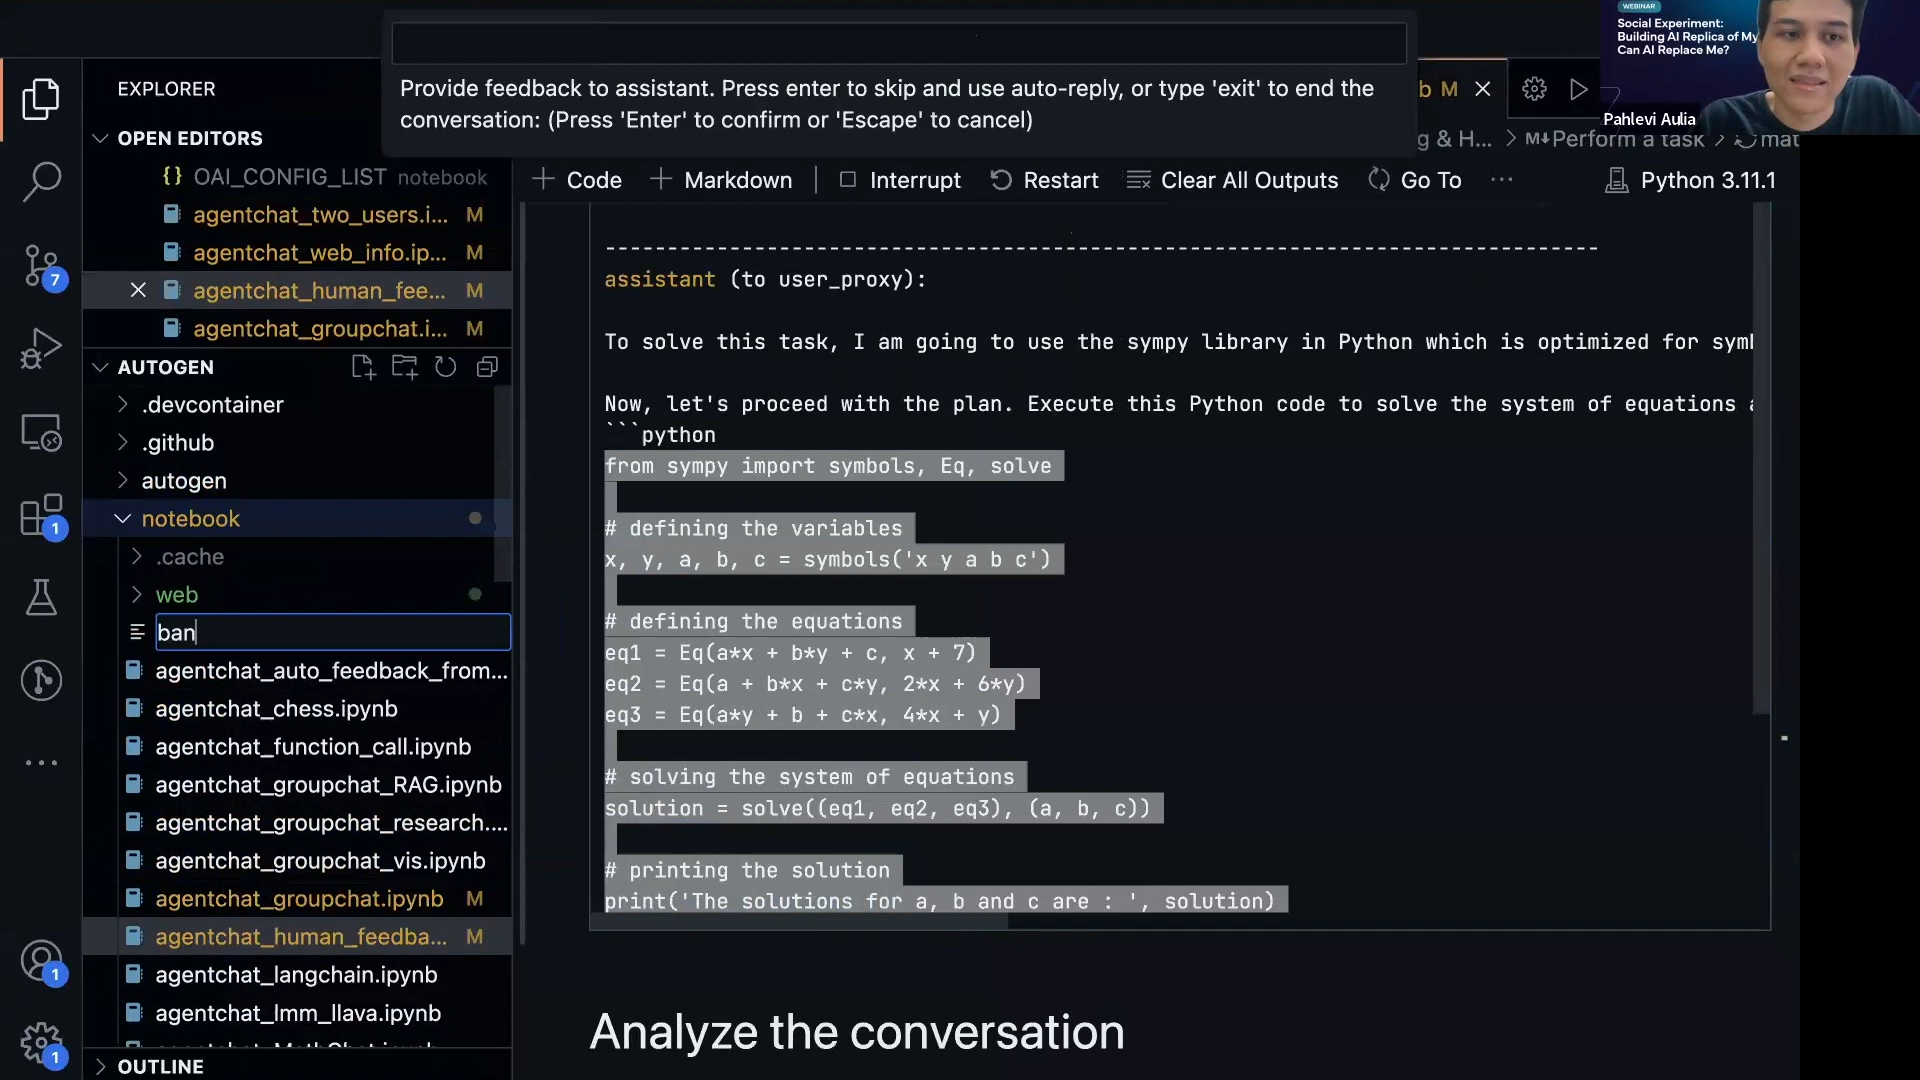 Provide feedback to assistant. Press enter to skip and use auto-reply, or type 'exit' to end the
conversation: (Press 'Enter' to confirm or 'Escape' to cancel)
WEBINAR
Social Experiment:
Building AI Replica of My
Can AI Replace Me?
Pahlevi Aulia
EXPLORER
OPEN EDITORS
{} OAI_CONFIG_LIST notebook
agentchat_two_users.i... M
agentchat_web_info.ip... M
agentchat_human_fee... M
agentchat_groupchat.i... M
AUTOGEN
.devcontainer
.github
autogen
notebook
.cache
web
ban
agentchat_auto_feedback_from...
agentchat_chess.ipynb
agentchat_function_call.ipynb
agentchat_groupchat_RAG.ipynb
agentchat_groupchat_research....
agentchat_groupchat_vis.ipynb
agentchat_groupchat.ipynb M
agentchat_human_feedba... M
agentchat_langchain.ipynb
agentchat_lmm_llava.ipynb
OUTLINE
7
1
1
1
b M
g & H... > M↓Perform a task > mat
+ Code + Markdown | Interrupt Restart Clear All Outputs Go To ... Python 3.11.1
--------------------------------------------------------------------------------
assistant (to user_proxy):
To solve this task, I am going to use the sympy library in Python which is optimized for symb
Now, let's proceed with the plan. Execute this Python code to solve the system of equations a
```python
from sympy import symbols, Eq, solve
# defining the variables
x, y, a, b, c = symbols('x y a b c')
# defining the equations
eq1 = Eq(a*x + b*y + c, x + 7)
eq2 = Eq(a + b*x + c*y, 2*x + 6*y)
eq3 = Eq(a*y + b + c*x, 4*x + y)
# solving the system of equations
solution = solve((eq1, eq2, eq3), (a, b, c))
# printing the solution
print('The solutions for a, b and c are : ', solution)
Analyze the conversation